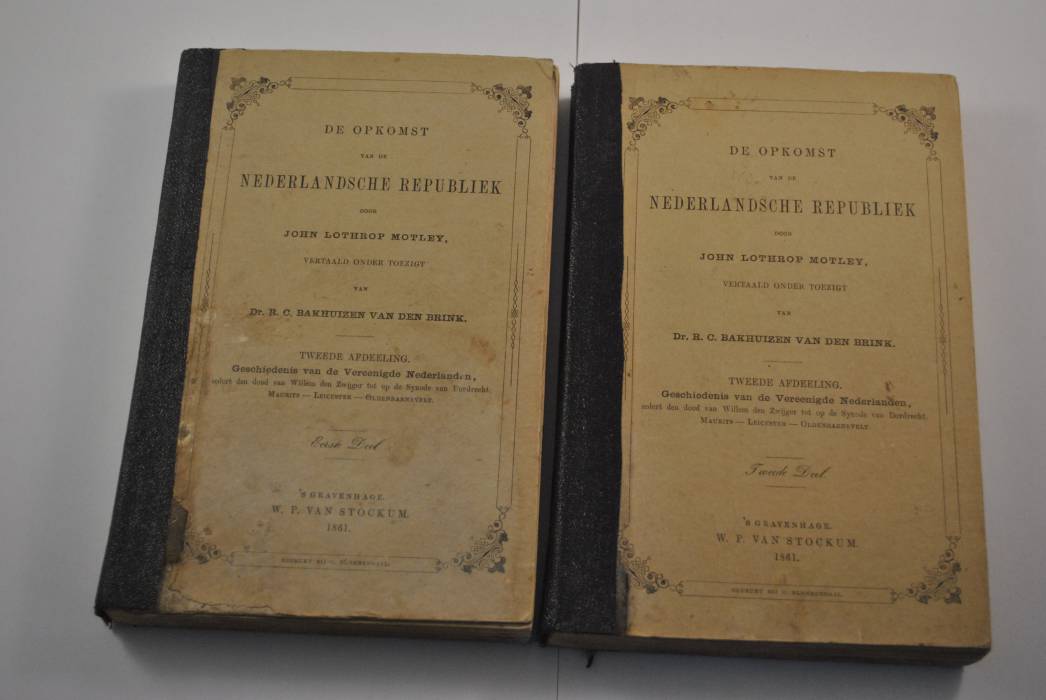 DE OPKOMST
VAN DE
NEDERLANDSCHE REPUBLIEK
DOOR
JOHN LOTHROP MOTLEY,
VERTAALD ONDER TOEZIGT
VAN
Dr. R. C. BAKHUIZEN VAN DEN BRINK.
TWEEDE AFDEELING.
Geschiedenis van de Vereenigde Nederlanden,
sedert den dood van Willem den Zwijger tot op de Synode van Dordrecht.
MAURITS — LEICESTER — OLDENBARNEVELT.
Eerste Deel
'S GRAVENHAGE.
W. P. VAN STOCKUM.
1861.
GEDRUKT BIJ
DE OPKOMST
VAN DE
NEDERLANDSCHE REPUBLIEK
DOOR
JOHN LOTHROP MOTLEY,
VERTAALD ONDER TOEZIGT
VAN
Dr. R. C. BAKHUIZEN VAN DEN BRINK.
TWEEDE AFDEELING.
Geschiedenis van de Vereenigde Nederlanden,
sedert den dood van Willem den Zwijger tot op de Synode van Dordrecht.
MAURITS — LEICESTER — OLDENBARNEVELT.
Tweede Deel.
'S GRAVENHAGE.
W. P. VAN STOCKUM.
1861.
GEDRUKT BIJ